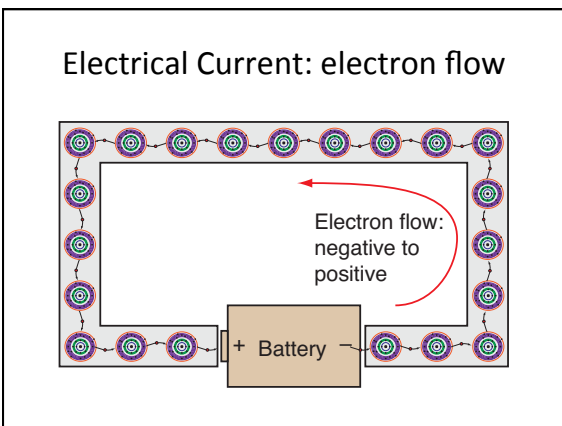 Electrical Current: electron flow
Electron flow:
negative to
positive
+ Battery –